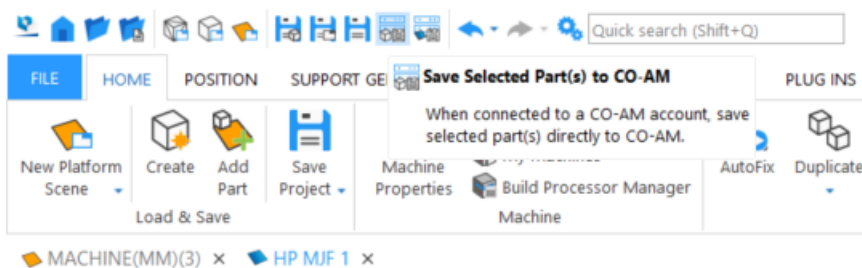 Quick search (Shift+Q)
FILE HOME POSITION SUPPORT GE PLUG INS
Save Selected Part(s) to CO-AM
When connected to a CO-AM account, save
selected part(s) directly to CO-AM.
New Platform
Scene
Create
Add
Part
Save
Project
Machine
Properties
Build Processor Manager
AutoFix
Duplicate
Load & Save
Machine
MACHINE(MM)(3) × HP MJF 1 ×